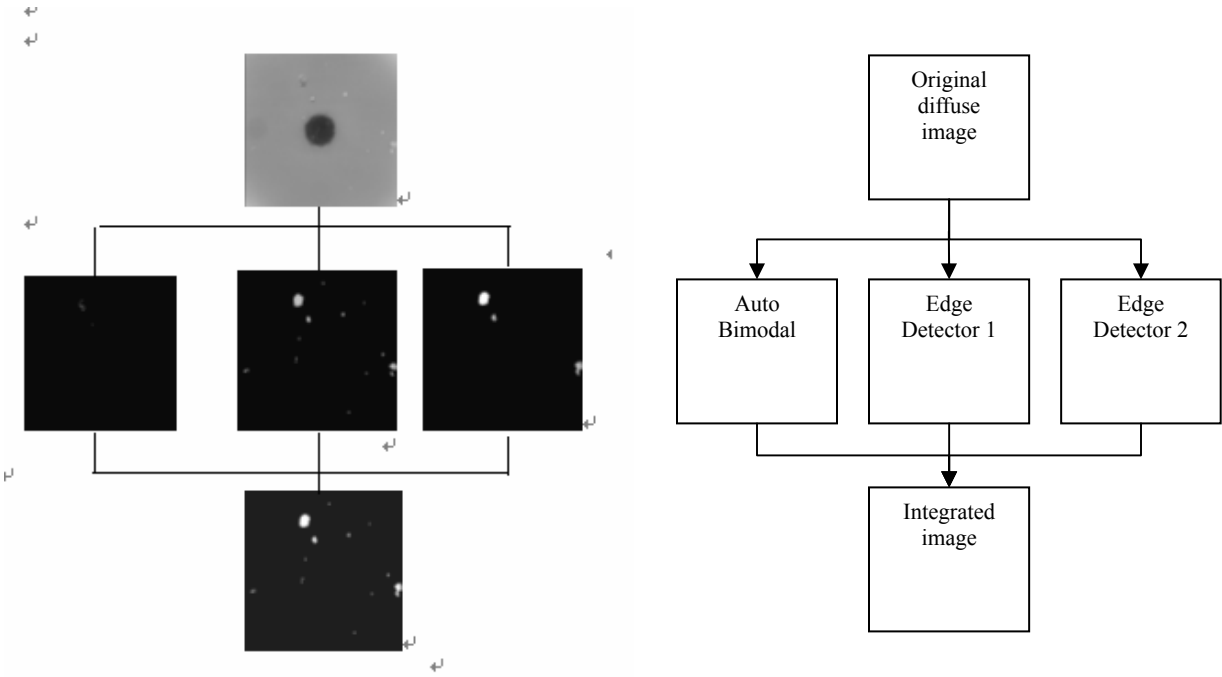 Original
diffuse
image
Auto
Bimodal
Edge
Detector 1
Edge
Detector 2
Integrated
image